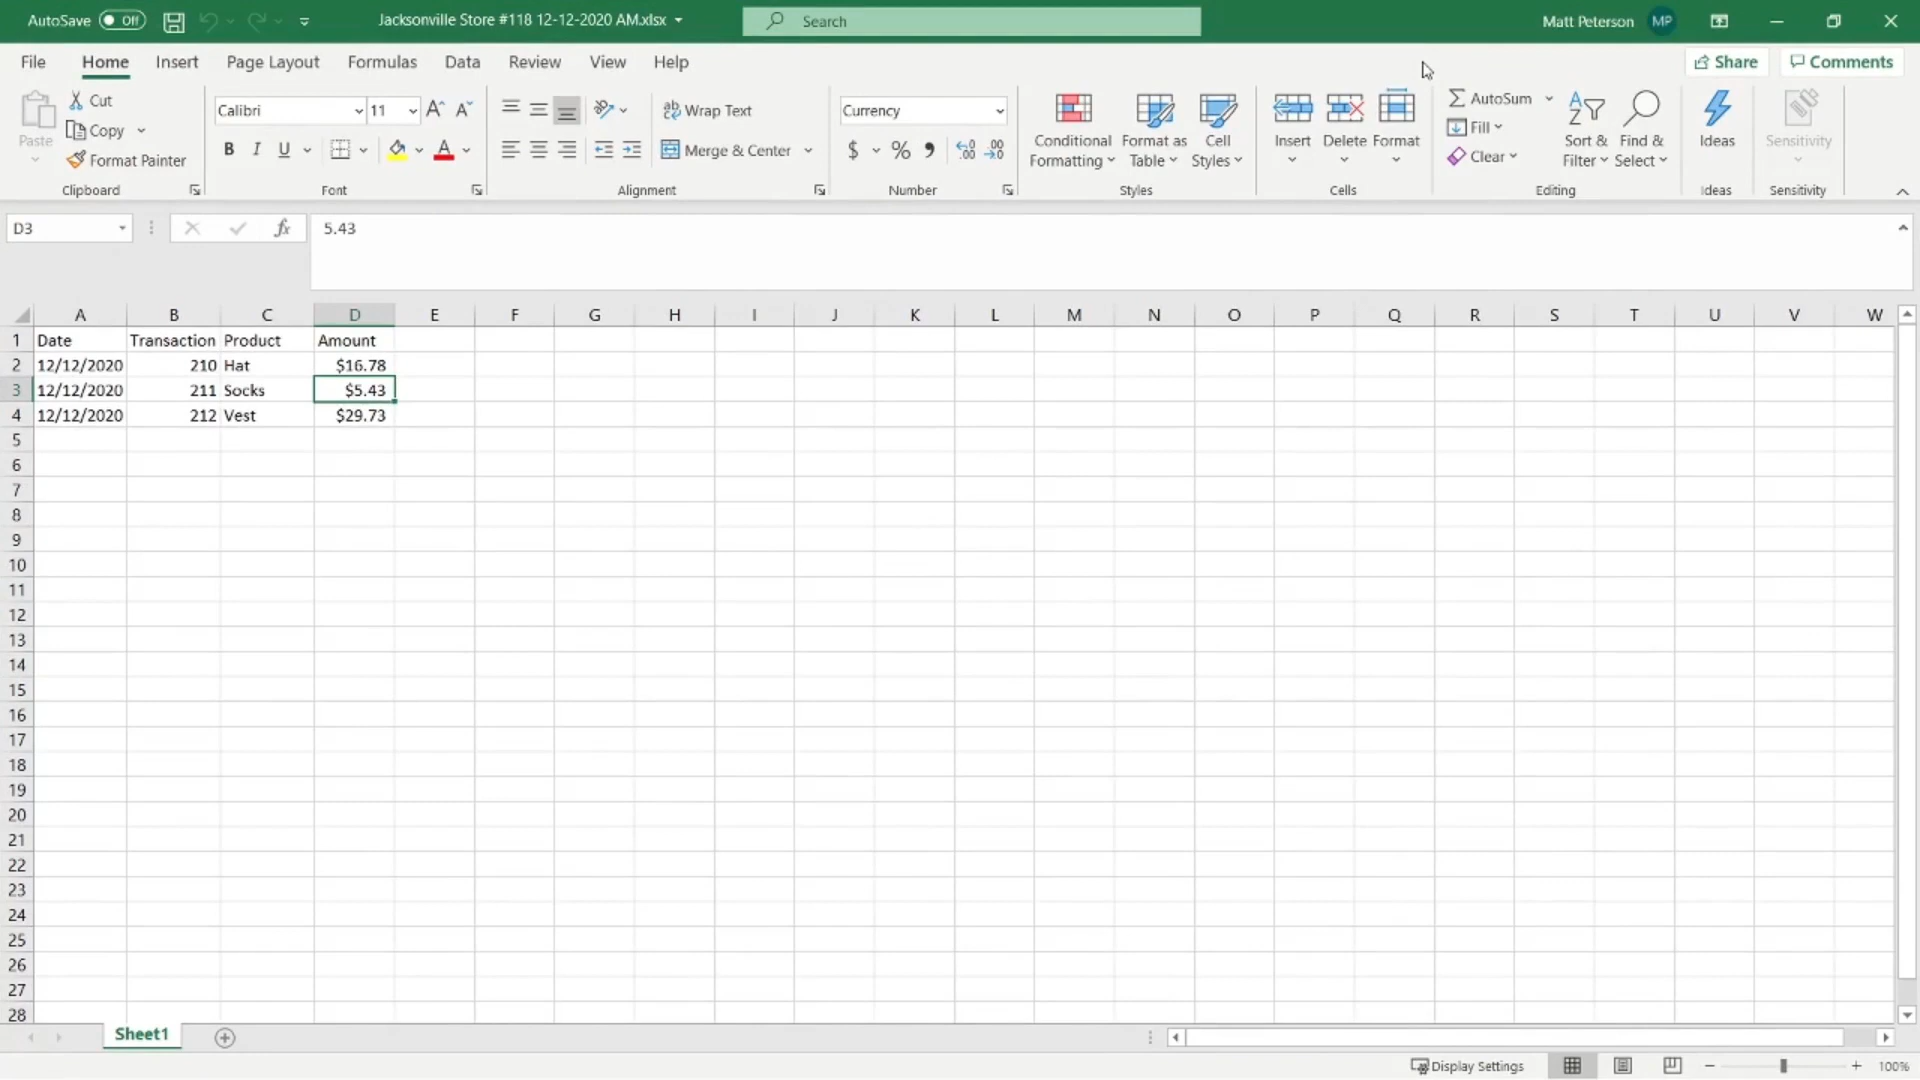 AutoSave Off Jacksonville Store #118 12-12-2020 AM.xlsx Search Matt Peterson MP
File Home Insert Page Layout Formulas Data Review View Help Share Comments
Paste
Cut
Copy
Format Painter
Clipboard
Calibri 11
B I U A
Font
Wrap Text
Merge & Center
Alignment
Currency
$ % 9
Number
Conditional Formatting
Format as Table
Cell Styles
Styles
Insert Delete Format
Cells
AutoSum
Fill
Clear
Sort & Filter
Find & Select
Editing
Ideas
Ideas
Sensitivity
Sensitivity
D3 fx 5.43
A B C D E F G H I J K L M N O P Q R S T U V W
1 Date Transaction Product Amount
2 12/12/2020 210 Hat $16.78
3 12/12/2020 211 Socks $5.43
4 12/12/2020 212 Vest $29.73
5
6
7
8
9
10
11
12
13
14
15
16
17
18
19
20
21
22
23
24
25
26
27
28
Sheet1
Display Settings 100%